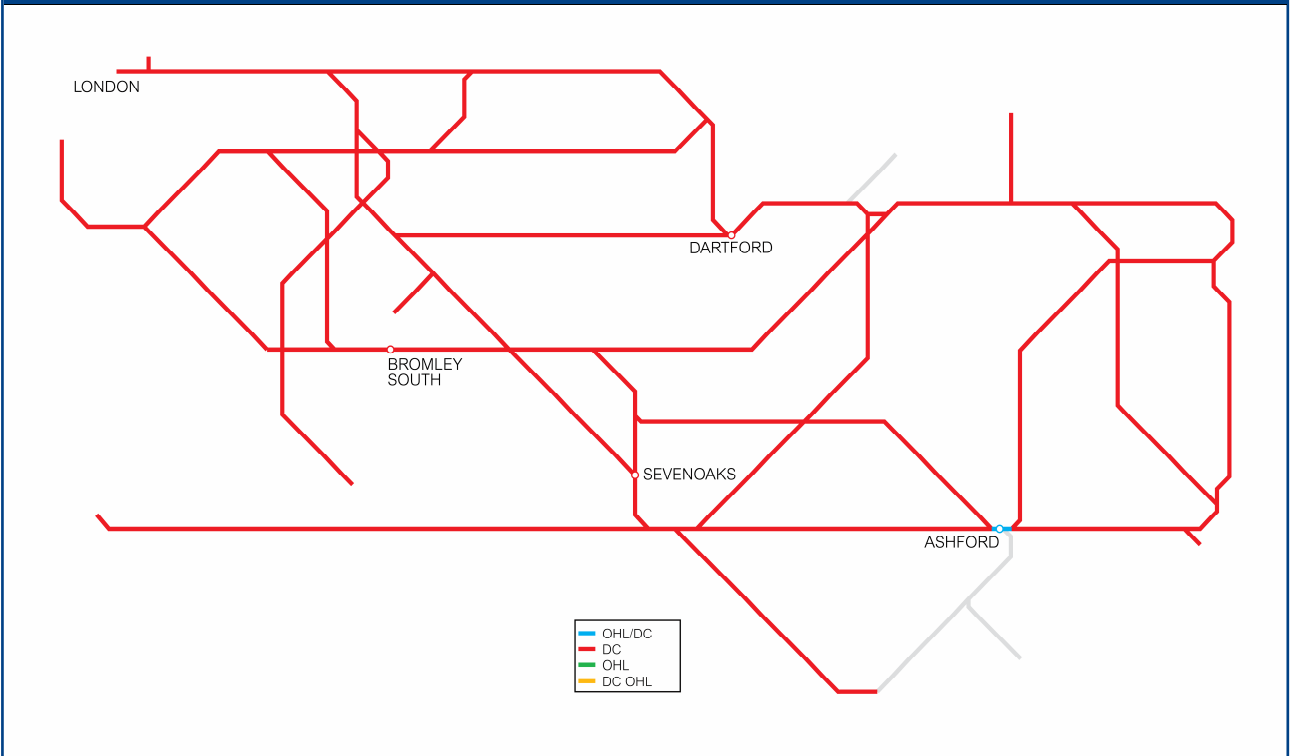 LONDON
DARTFORD
BROMLEY
SOUTH
SEVENOAKS
ASHFORD
OHL/DC
DC
OHL
DC OHL